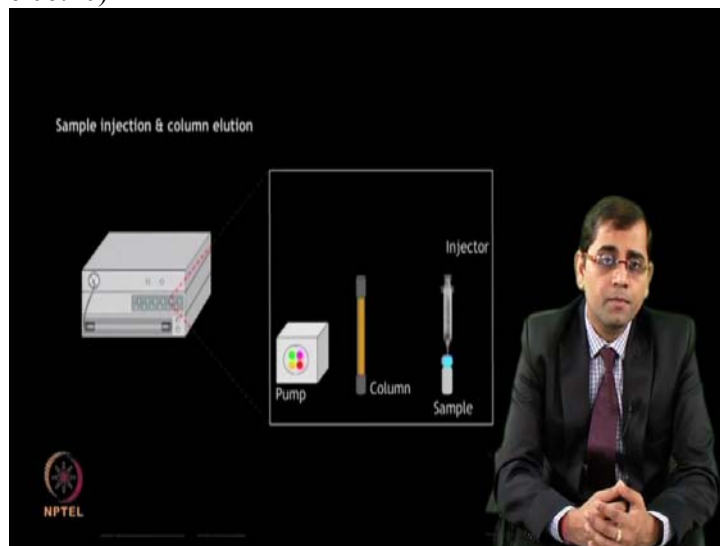 Sample injection & column elution
Injector
Pump
Column
Sample
NPTEL